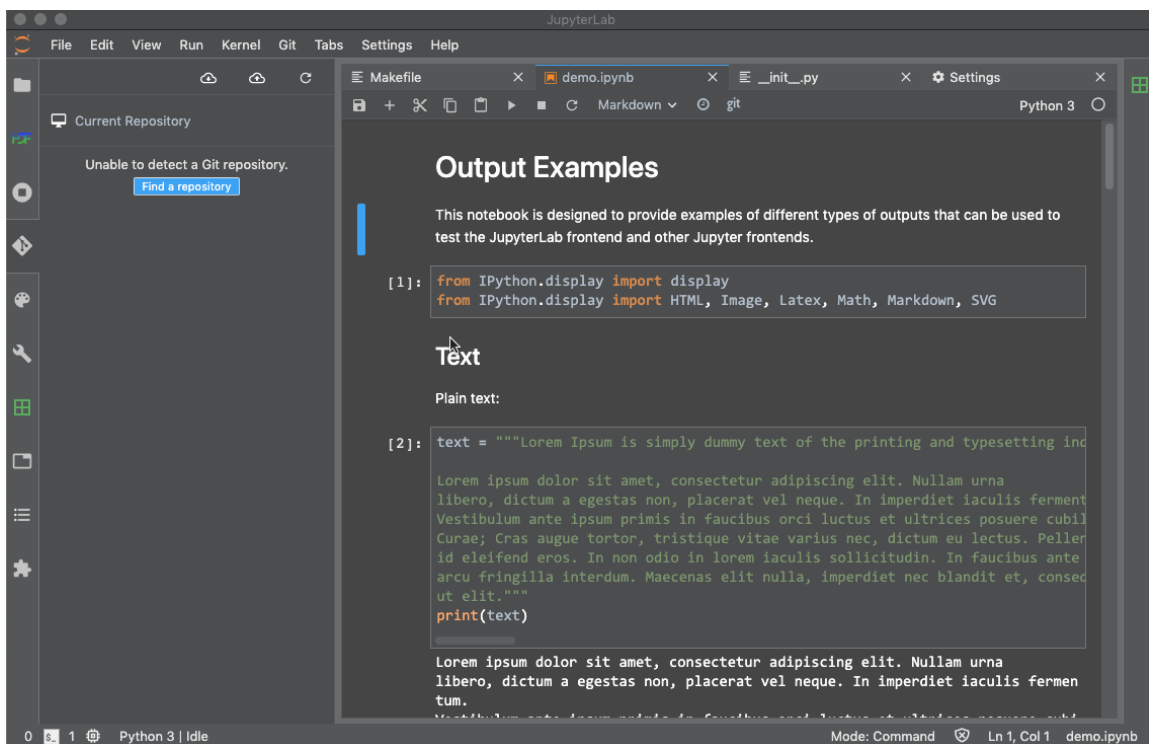 JupyterLab
File Edit View Run Kernel Git Tabs Settings Help
Makefile demo.ipynb __init__.py Settings
Markdown git Python 3
Current Repository
Unable to detect a Git repository.
Find a repository
Output Examples
This notebook is designed to provide examples of different types of outputs that can be used to
test the JupyterLab frontend and other Jupyter frontends.
[1]: from IPython.display import display
from IPython.display import HTML, Image, Latex, Math, Markdown, SVG
Text
Plain text:
[2]: text = """Lorem Ipsum is simply dummy text of the printing and typesetting ind
Lorem ipsum dolor sit amet, consectetur adipiscing elit. Nullam urna
libero, dictum a egestas non, placerat vel neque. In imperdiet iaculis ferment
Vestibulum ante ipsum primis in faucibus orci luctus et ultrices posuere cubil
Curae; Cras augue tortor, tristique vitae varius nec, dictum eu lectus. Peller
id eleifend eros. In non odio in lorem iaculis sollicitudin. In faucibus ante
arcu fringilla interdum. Maecenas elit nulla, imperdiet nec blandit et, consec
ut elit."""
print(text)
Lorem ipsum dolor sit amet, consectetur adipiscing elit. Nullam urna
libero, dictum a egestas non, placerat vel neque. In imperdiet iaculis fermen
tum.
0 $_ 1 Python 3 | Idle Mode: Command Ln 1, Col 1 demo.ipynb